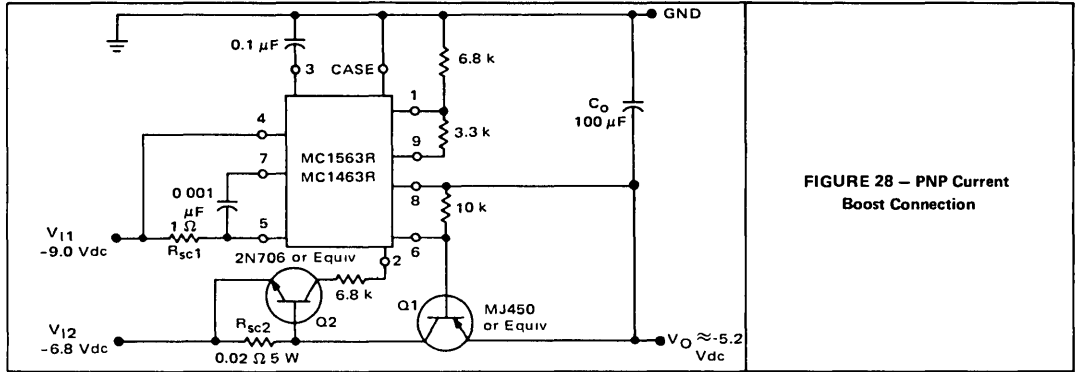 GND
0.1 µF
3
CASE
6.8 k
1
C₀
100 µF
4
3.3 k
9
7
MC1563R
MC1463R
8
0 001
µF
10 k
1 Ω
V_I1
-9.0 Vdc
R_sc1
5
6
2N706 or Equiv
2
6.8 k
Q1
MJ450
or Equiv
Q2
V_I2
-6.8 Vdc
R_sc2
0.02 Ω 5 W
V_O ≈-5.2
Vdc
FIGURE 28 – PNP Current
Boost Connection